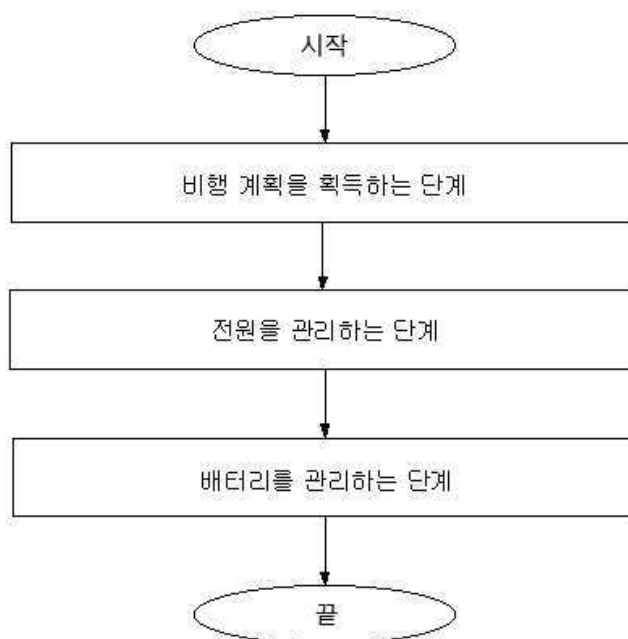 시작
비행 계획을 획득하는 단계
전원을 관리하는 단계
배터리를 관리하는 단계
끝